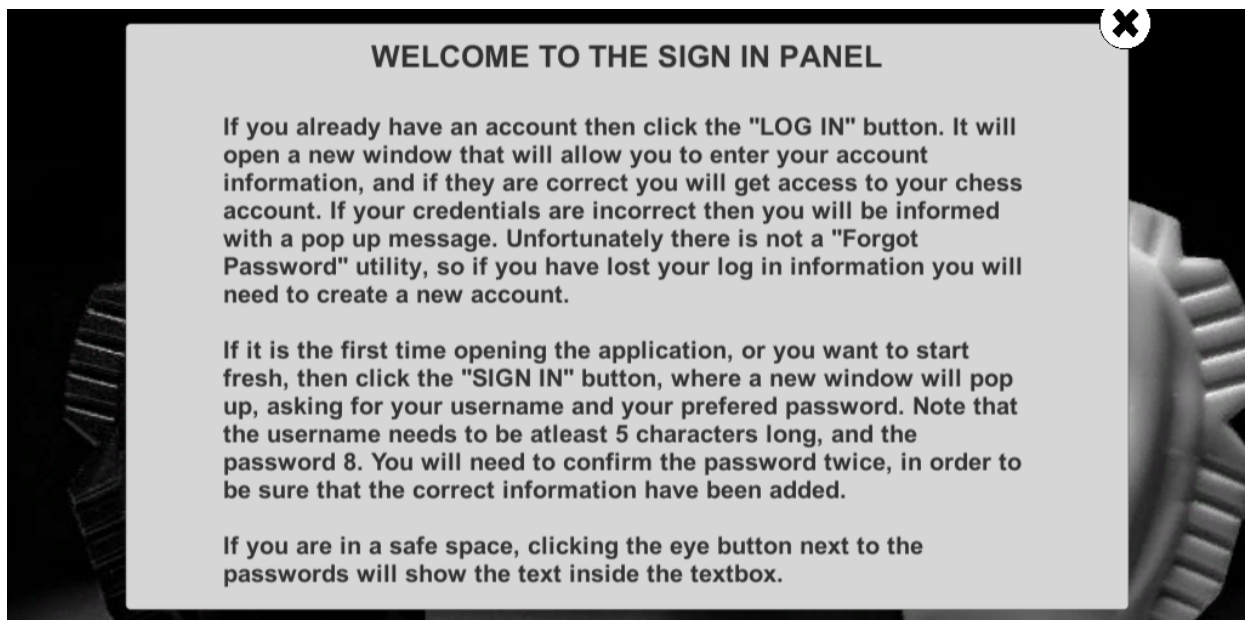 WELCOME TO THE SIGN IN PANEL
If you already have an account then click the "LOG IN" button. It will
open a new window that will allow you to enter your account
information, and if they are correct you will get access to your chess
account. If your credentials are incorrect then you will be informed
with a pop up message. Unfortunately there is not a "Forgot
Password" utility, so if you have lost your log in information you will
need to create a new account.
If it is the first time opening the application, or you want to start
fresh, then click the "SIGN IN" button, where a new window will pop
up, asking for your username and your prefered password. Note that
the username needs to be atleast 5 characters long, and the
password 8. You will need to confirm the password twice, in order to
be sure that the correct information have been added.
If you are in a safe space, clicking the eye button next to the
passwords will show the text inside the textbox.